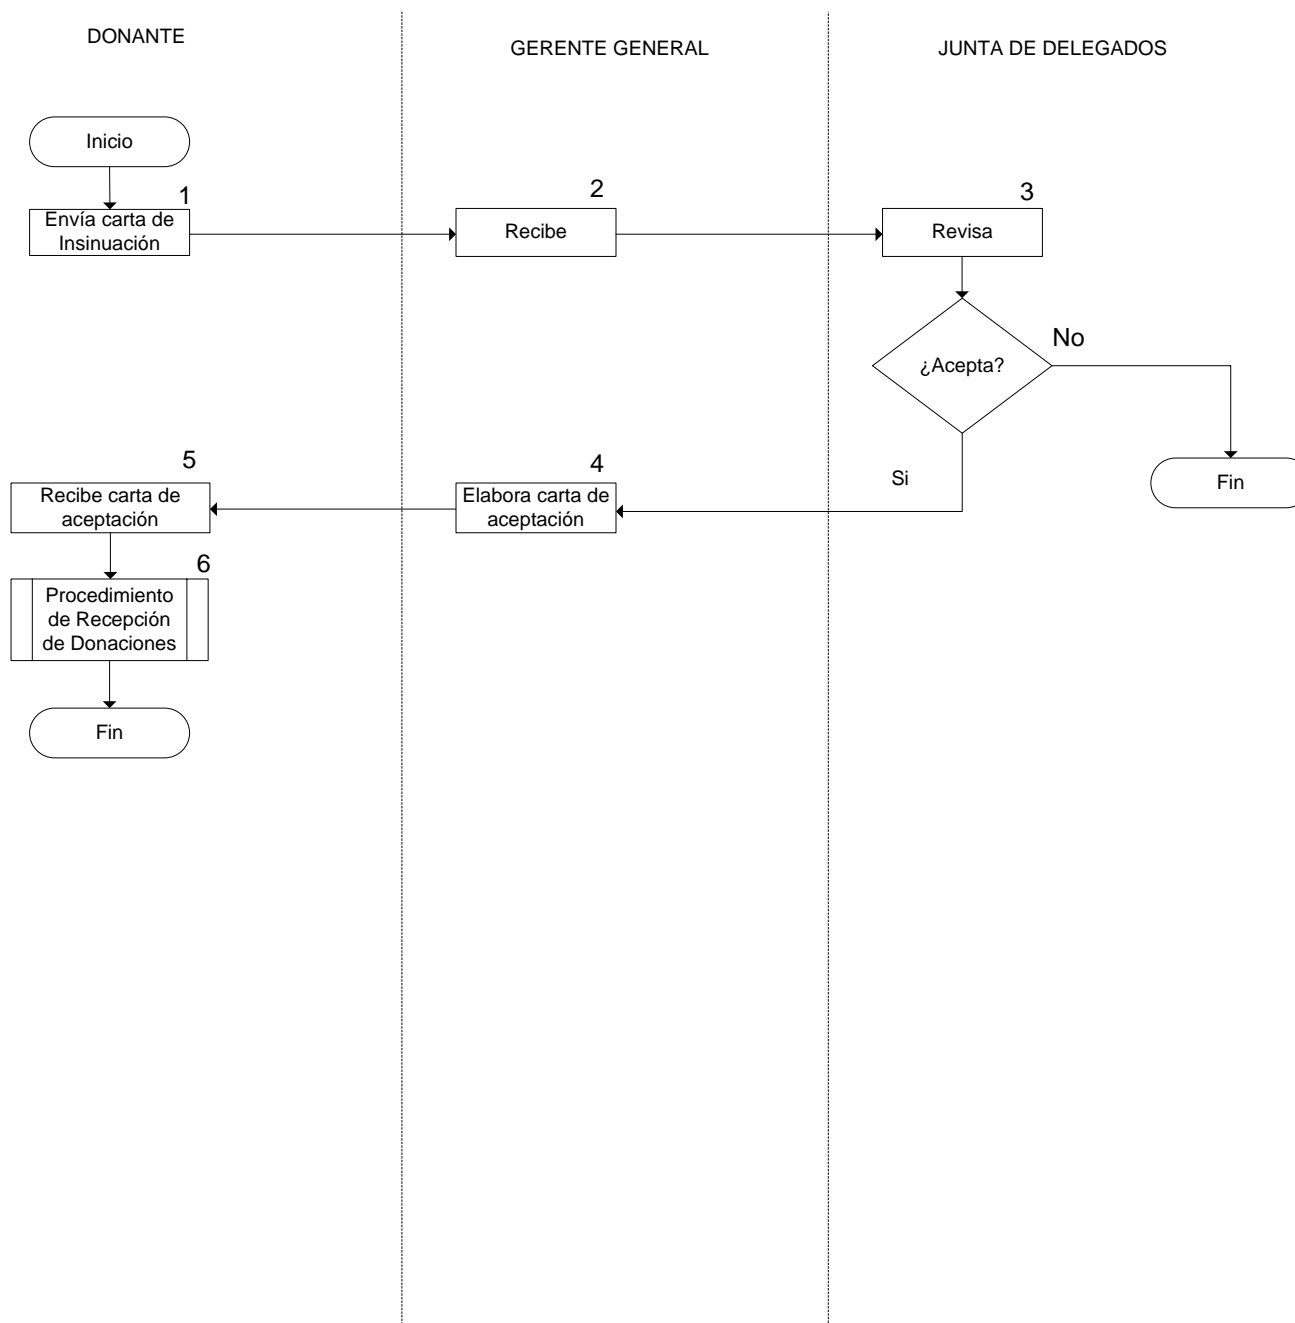 DONANTE
GERENTE GENERAL
JUNTA DE DELEGADOS
Inicio
1
Envía carta de
Insinuación
2
Recibe
3
Revisa
¿Acepta?
No
Fin
Si
4
Elabora carta de
aceptación
5
Recibe carta de
aceptación
6
Procedimiento
de Recepción
de Donaciones
Fin